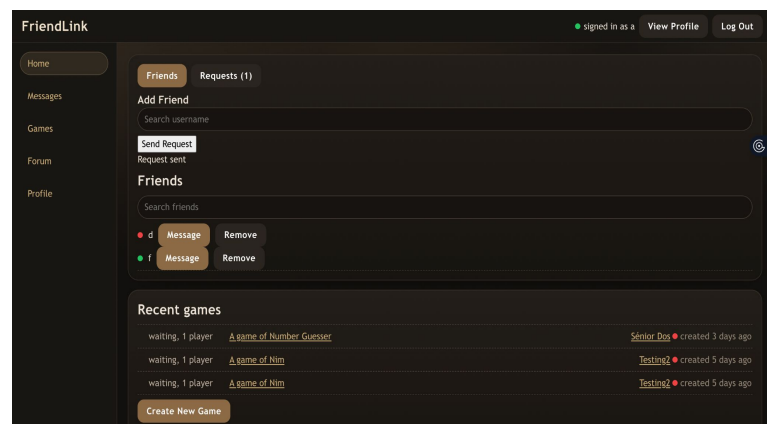 FriendLink
signed in as a View Profile Log Out
Home
Messages
Games
Forum
Profile
Friends Requests (1)
Add Friend
Search username
Send Request
Request sent
Friends
Search friends
d Message Remove
f Message Remove
Recent games
waiting, 1 player A game of Number Guesser Sénior Dos created 3 days ago
waiting, 1 player A game of Nim Testing2 created 5 days ago
waiting, 1 player A game of Nim Testing2 created 5 days ago
Create New Game